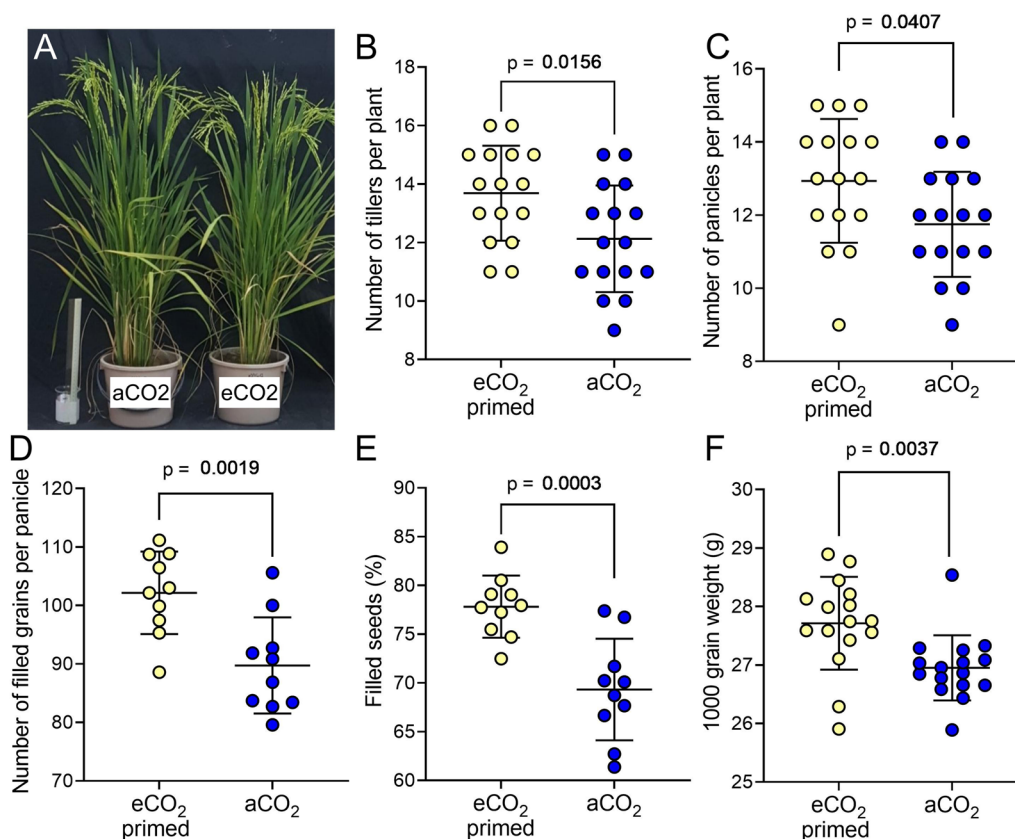 A
aCO2
eCO2
B
p = 0.0156
Number of tillers per plant
18
16
14
12
10
8
eCO₂
primed
aCO₂
C
p = 0.0407
Number of panicles per plant
16
14
12
10
8
eCO₂
primed
aCO₂
D
p = 0.0019
Number of filled grains per panicle
120
110
100
90
80
70
eCO₂
primed
aCO₂
E
p = 0.0003
Filled seeds (%)
90
85
80
75
70
65
60
eCO₂
primed
aCO₂
F
p = 0.0037
1000 grain weight (g)
30
29
28
27
26
25
eCO₂
primed
aCO₂